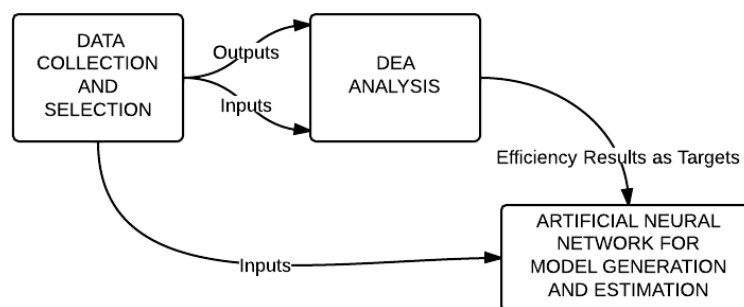 DATA
COLLECTION
AND
SELECTION
Outputs
Inputs
DEA
ANALYSIS
Efficiency Results as Targets
Inputs
ARTIFICIAL NEURAL
NETWORK FOR
MODEL GENERATION
AND ESTIMATION